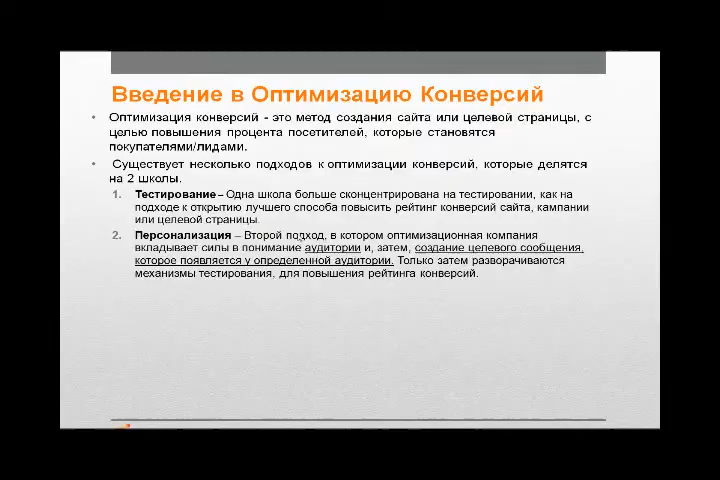 Введение в Оптимизацию Конверсий
• Оптимизация конверсий - это метод создания сайта или целевой страницы, с
целью повышения процента посетителей, которые становятся
покупателями/лидами.
• Существует несколько подходов к оптимизации конверсий, которые делятся
на 2 школы.
1. Тестирование – Одна школа больше сконцентрирована на тестировании, как на
подходе к открытию лучшего способа повысить рейтинг конверсий сайта, кампании
или целевой страницы.
2. Персонализация – Второй подход, в котором оптимизационная компания
вкладывает силы в понимание аудитории и, затем, создание целевого сообщения,
которое появляется у определенной аудитории. Только затем разворачиваются
механизмы тестирования, для повышения рейтинга конверсий.